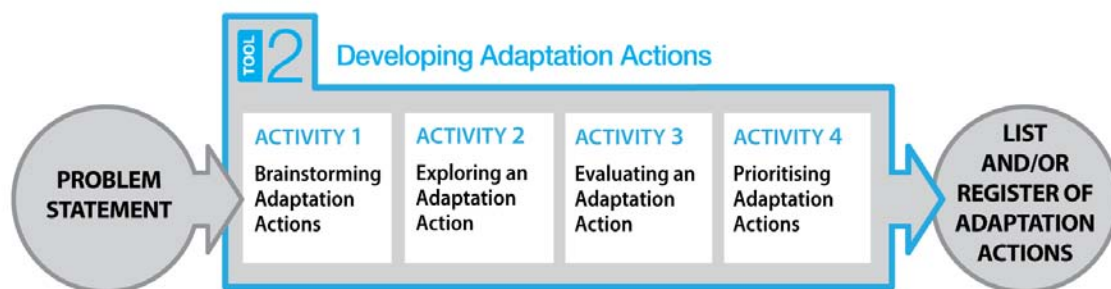 TOOL 2 Developing Adaptation Actions
PROBLEM
STATEMENT
ACTIVITY 1
Brainstorming
Adaptation
Actions
ACTIVITY 2
Exploring an
Adaptation
Action
ACTIVITY 3
Evaluating an
Adaptation
Action
ACTIVITY 4
Prioritising
Adaptation
Actions
LIST
AND/OR
REGISTER OF
ADAPTATION
ACTIONS